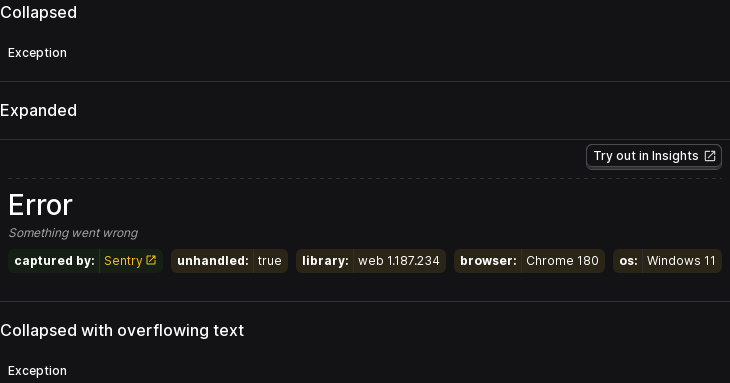 Collapsed
Exception
Expanded
Try out in Insights
Error
Something went wrong
captured by: Sentry unhandled: true library: web 1.187.234 browser: Chrome 180 os: Windows 11
Collapsed with overflowing text
Exception